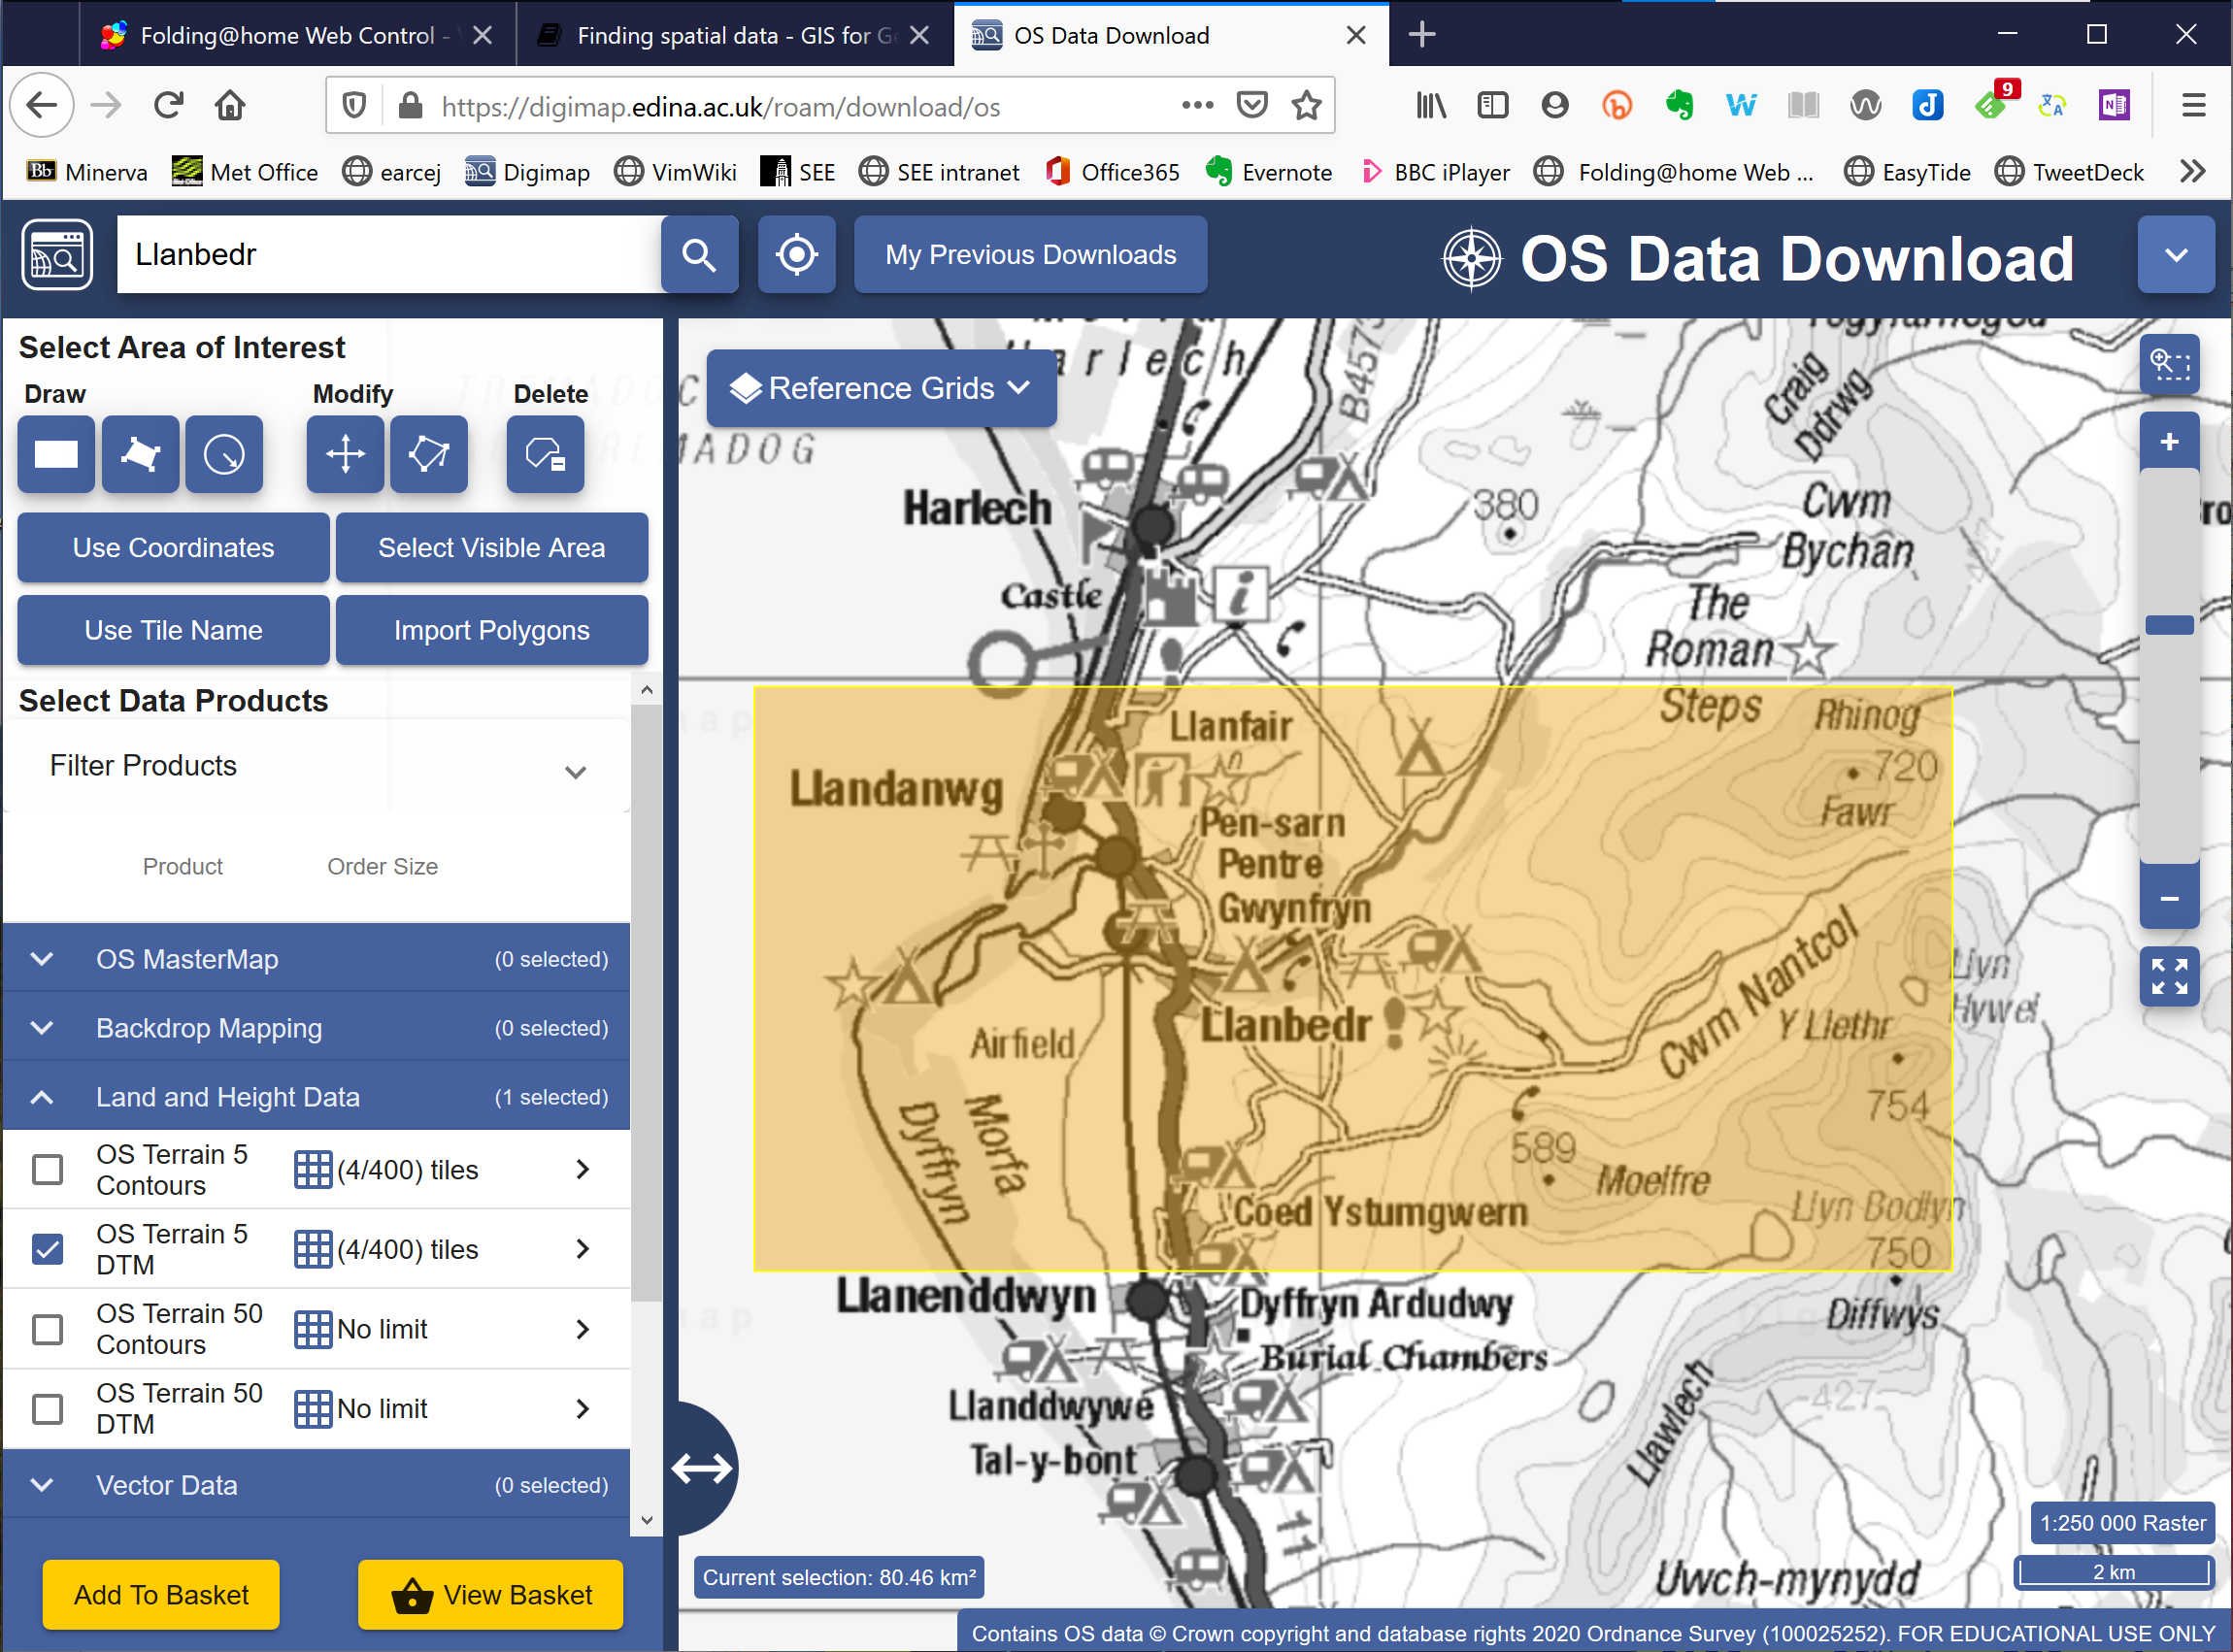 Folding@home Web Control -
Finding spatial data - GIS for Ge
OS Data Download
https://digimap.edina.ac.uk/roam/download/os
9
Minerva
Met Office
earcej
Digimap
VimWiki
SEE
SEE intranet
Office365
Evernote
BBC iPlayer
Folding@home Web ...
EasyTide
TweetDeck
Llanbedr
My Previous Downloads
OS Data Download
Select Area of Interest
Draw
Modify
Delete
Use Coordinates
Select Visible Area
Use Tile Name
Import Polygons
Select Data Products
Filter Products
Product
Order Size
OS MasterMap
(0 selected)
Backdrop Mapping
(0 selected)
Land and Height Data
(1 selected)
OS Terrain 5
Contours
(4/400) tiles
OS Terrain 5
DTM
(4/400) tiles
OS Terrain 50
Contours
No limit
OS Terrain 50
DTM
No limit
Vector Data
(0 selected)
Add To Basket
View Basket
Reference Grids
B4573
Craig
Ddrwg
Harlech
380
Cwm
Bychan
Castle
The
Roman
Steps
Llanfair
Rhinog
720
Fawr
Llandanwg
Pen-sarn
Pentre
Gwynfryn
Llyn
Hywel
Cwm Nantcol
Y Llethr
754
Airfield
Llanbedr
Morfa
Dyffryn
589
Moelfre
Coed Ystumgwern
Llyn Bodlyn
750
Diffwys
Llanenddwyn
Dyffryn Ardudwy
Burial Chambers
Llanddwywe
Tal-y-bont
427
Llawlech
11
Uwch-mynydd
1:250 000 Raster
2 km
Current selection: 80.46 km²
Contains OS data © Crown copyright and database rights 2020 Ordnance Survey (100025252). FOR EDUCATIONAL USE ONLY